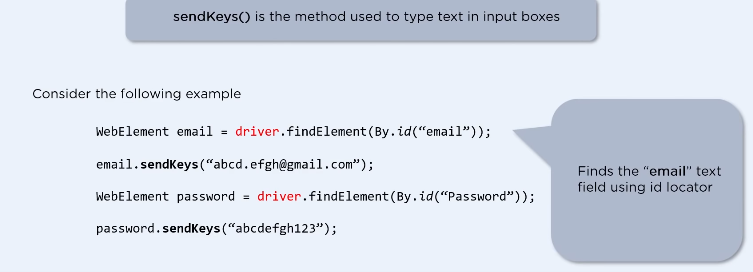 sendKeys() is the method used to type text in input boxes
Consider the following example
WebElement email = driver.findElement(By.id(“email”));
email.sendKeys(“abcd.efgh@gmail.com”);
WebElement password = driver.findElement(By.id(“Password”));
password.sendKeys(“abcdefgh123”);
Finds the “email” text
field using id locator